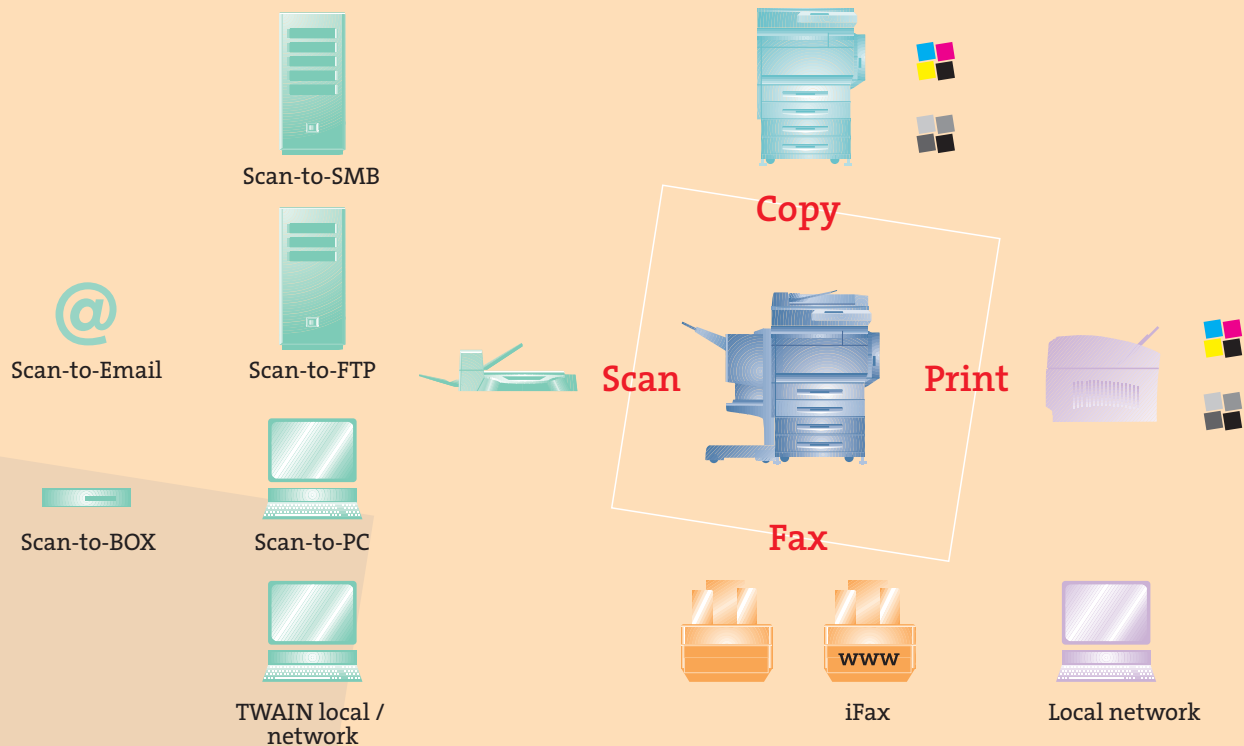 Scan-to-SMB
Copy
Scan-to-Email
Scan-to-FTP
Scan
Print
Scan-to-BOX
Scan-to-PC
Fax
www
TWAIN local /
network
iFax
Local network